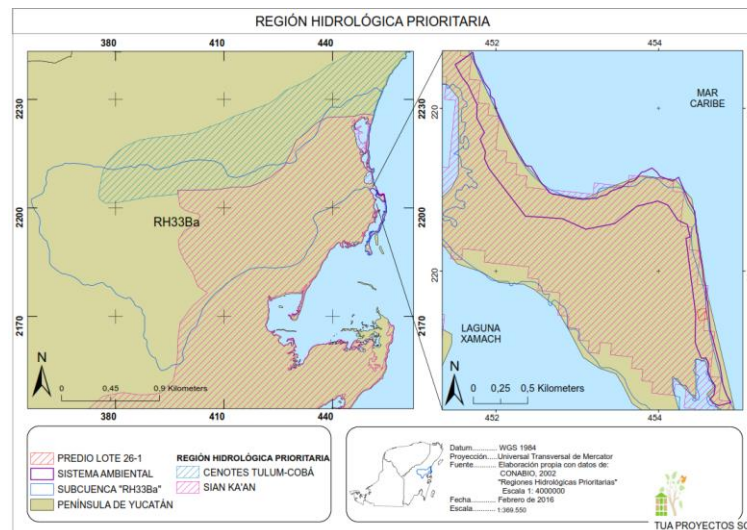 REGIÓN HIDROLÓGICA PRIORITARIA
380 410 440
452 454
2230
2200
2170
2230
2200
2170
220
220
RH33Ba
MAR
CARIBE
LAGUNA
XAMACH
N
0 0,45 0,9 Kilometers
N
0 0,25 0,5 Kilometers
380 410 440
452 454
PREDIO LOTE 26-1
SISTEMA AMBIENTAL
SUBCUENCA "RH33Ba"
PENÍNSULA DE YUCATÁN
REGIÓN HIDROLÓGICA PRIORITARIA
CENOTES TULUM-COBÁ
SIAN KA'AN
Datum........... WGS 1984
Proyección.....Universal Transversal de Mercator
Fuente........... Elaboración propia con datos de:
CONABIO, 2002
"Regiones Hidrológicas Prioritarias"
Escala 1: 4000000
Fecha............ Febrero de 2016
Escala........... 1:369,550
TUA PROYECTOS SC